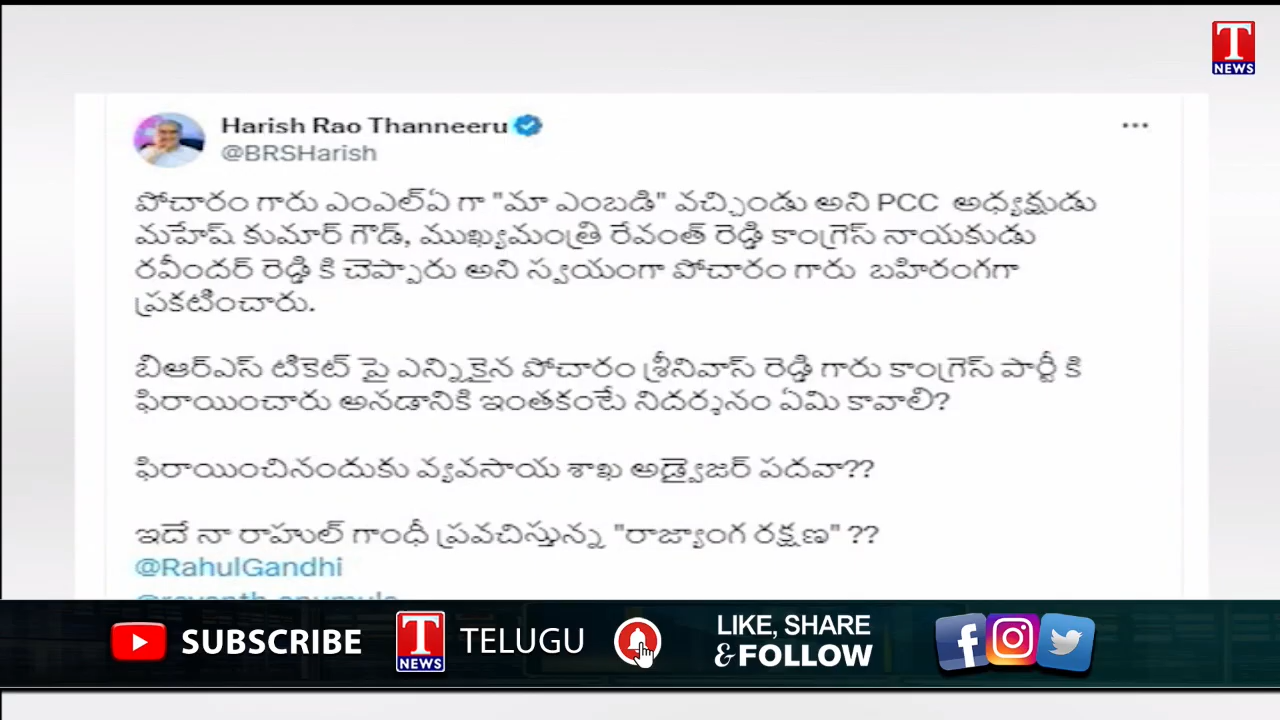 T
NEWS
Harish Rao Thanneeru
@BRSHarish
పోచారం గారు ఎంఎల్ఏ గా "మా ఎంబడి" వచ్చిండు అని PCC అధ్యక్షుడు
మహేష్ కుమార్ గౌడ్, ముఖ్యమంత్రి రేవంత్ రెడ్డి కాంగ్రెస్ నాయకుడు
రవీందర్ రెడ్డి కి చెప్పారు అని స్వయంగా పోచారం గారు బహిరంగగా
ప్రకటించారు.
బిఆర్ఎస్ టికెట్ పై ఎన్నికైన పోచారం శ్రీనివాస్ రెడ్డి గారు కాంగ్రెస్ పార్టీ కి
ఫిరాయించారు అనడానికి ఇంతకంటే నిదర్శనం ఏమి కావాలి?
ఫిరాయించినందుకు వ్యవసాయ శాఖ అడ్వైజర్ పదవా??
ఇదే నా రాహుల్ గాంధీ ప్రవచిస్తున్న "రాజ్యాంగ రక్షణ" ??
@RahulGandhi
SUBSCRIBE
T
NEWS
TELUGU
LIKE, SHARE
& FOLLOW